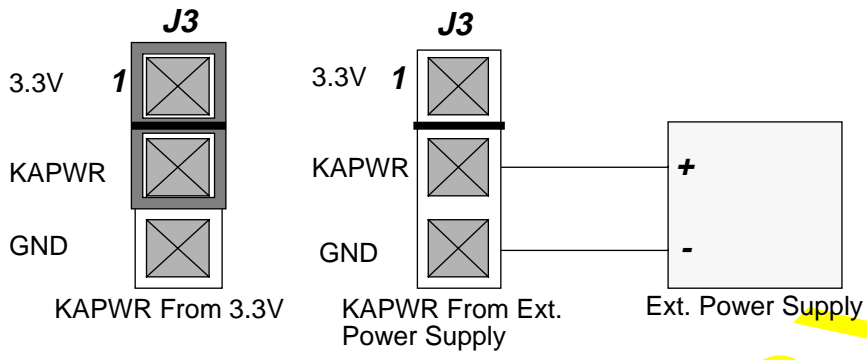 J3
3.3V 1
KAPWR
GND
KAPWR From 3.3V
J3
3.3V 1
KAPWR
GND
KAPWR From Ext.
Power Supply
+
-
Ext. Power Supply